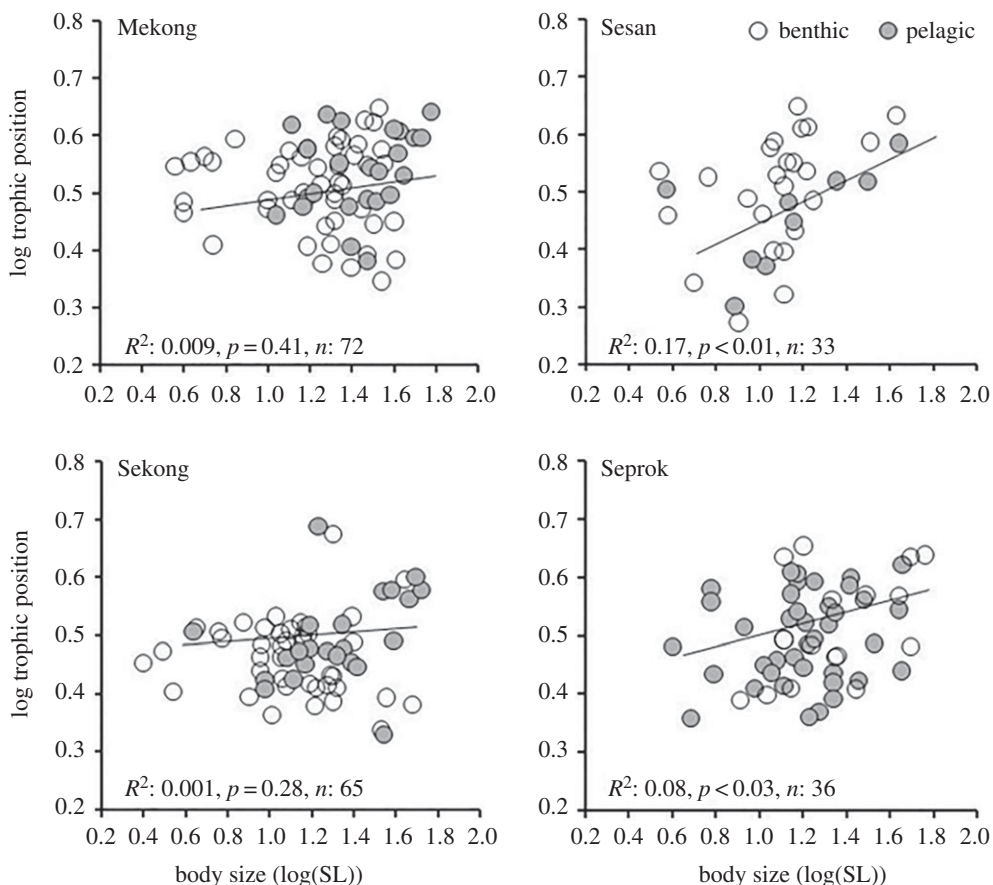 Mekong
0.8
0.7
0.6
0.5
0.4
0.3
0.2
log trophic position
R²: 0.009, p = 0.41, n: 72
0.2 0.4 0.6 0.8 1.0 1.2 1.4 1.6 1.8 2.0
Sesan
benthic pelagic
0.8
0.7
0.6
0.5
0.4
0.3
0.2
R²: 0.17, p < 0.01, n: 33
0.2 0.4 0.6 0.8 1.0 1.2 1.4 1.6 1.8 2.0
Sekong
0.8
0.7
0.6
0.5
0.4
0.3
0.2
log trophic position
R²: 0.001, p = 0.28, n: 65
0.2 0.4 0.6 0.8 1.0 1.2 1.4 1.6 1.8 2.0
body size (log(SL))
Seprok
0.8
0.7
0.6
0.5
0.4
0.3
0.2
R²: 0.08, p < 0.03, n: 36
0.2 0.4 0.6 0.8 1.0 1.2 1.4 1.6 1.8 2.0
body size (log(SL))